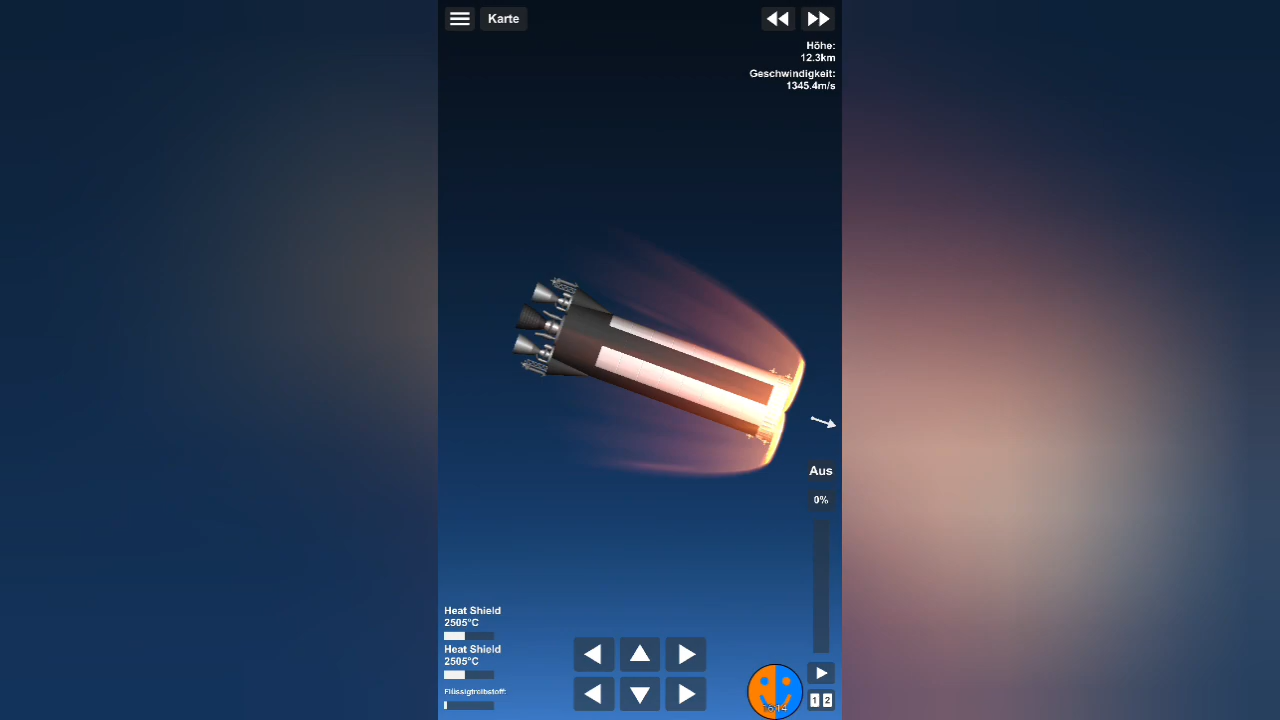 Karte
Höhe:
12.3km
Geschwindigkeit:
1345.4m/s
Aus
0%
Heat Shield
2505°C
Heat Shield
2505°C
Flüssigtreibstoff:
1 2